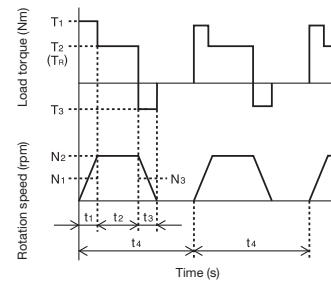 Load torque (Nm)
T1
T2
(TR)
T3
Rotation speed (rpm)
N2
N1
N3
t1 t2 t3
t4 t4
Time (s)